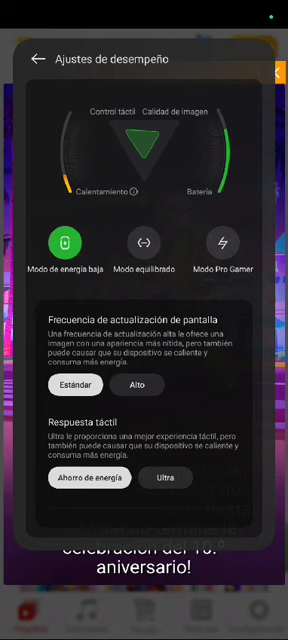 Ajustes de desempeño
Control táctil Calidad de imagen
Calentamiento Batería
Modo de energía baja Modo equilibrado Modo Pro Gamer
Frecuencia de actualización de pantalla
Una frecuencia de actualización alta le ofrece una
imagen con una apariencia más nítida, pero también
puede causar que su dispositivo se caliente y
consuma más energía.
Estándar Alto
Respuesta táctil
Ultra le proporciona una mejor experiencia táctil, pero
también puede causar que su dispositivo se caliente y
consuma más energía.
Ahorro de energía Ultra
celebración del 10.º
aniversario!